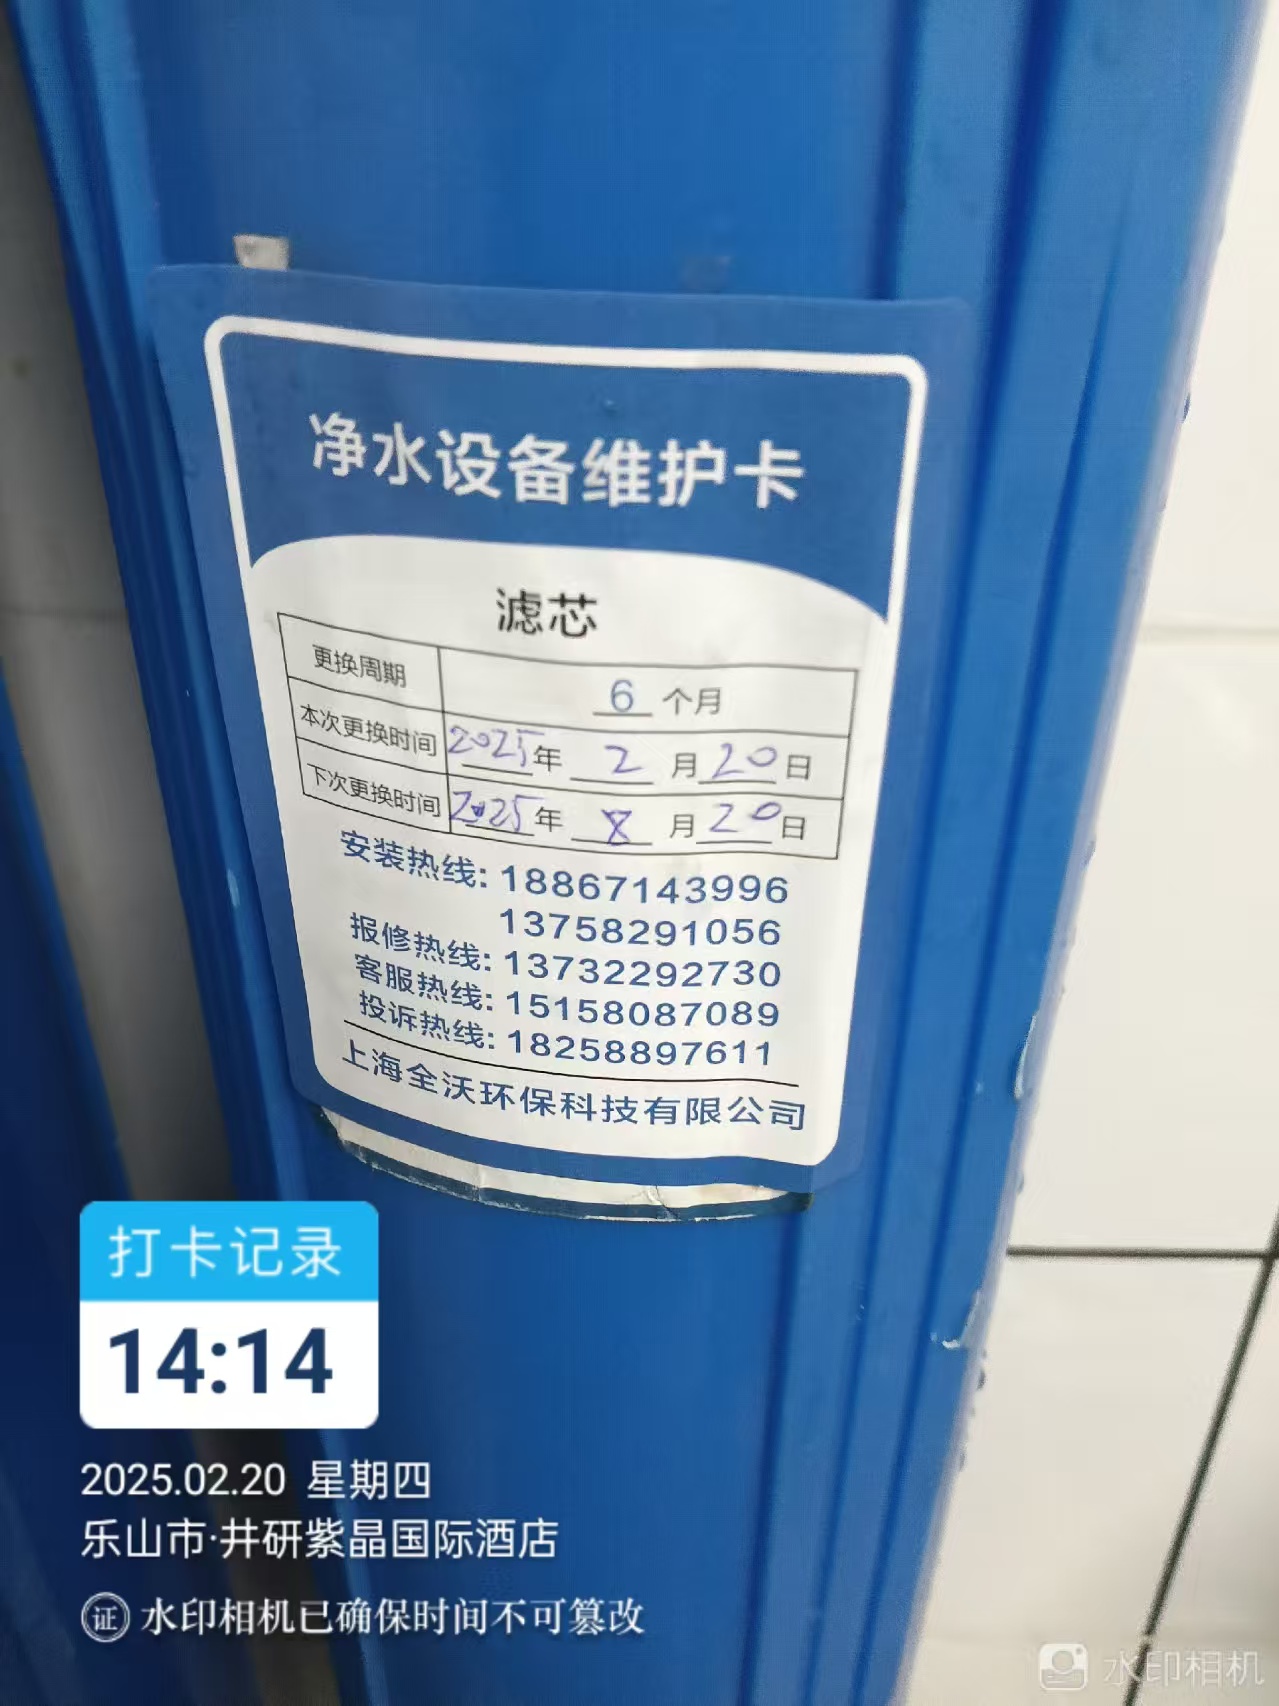 净水设备维护卡
滤芯
更换周期 6 个月
本次更换时间 2025年 2 月 20 日
下次更换时间 2025年 8 月 20 日
安装热线: 18867143996
13758291056
报修热线: 13732292730
客服热线: 15158087089
投诉热线: 18258897611
上海全沃环保科技有限公司
打卡记录
14:14
2025.02.20 星期四
乐山市·井研紫晶国际酒店
证 水印相机已确保时间不可篡改
水印相机